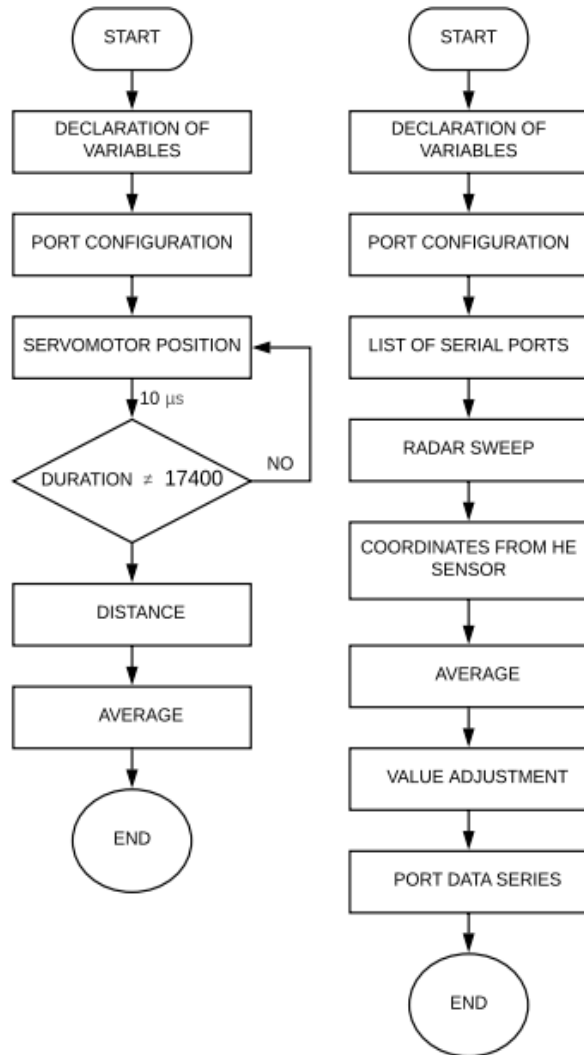 START
DECLARATION OF
VARIABLES
PORT CONFIGURATION
SERVOMOTOR POSITION
10 µs
DURATION ≠ 17400
NO
DISTANCE
AVERAGE
END
START
DECLARATION OF
VARIABLES
PORT CONFIGURATION
LIST OF SERIAL PORTS
RADAR SWEEP
COORDINATES FROM HE
SENSOR
AVERAGE
VALUE ADJUSTMENT
PORT DATA SERIES
END